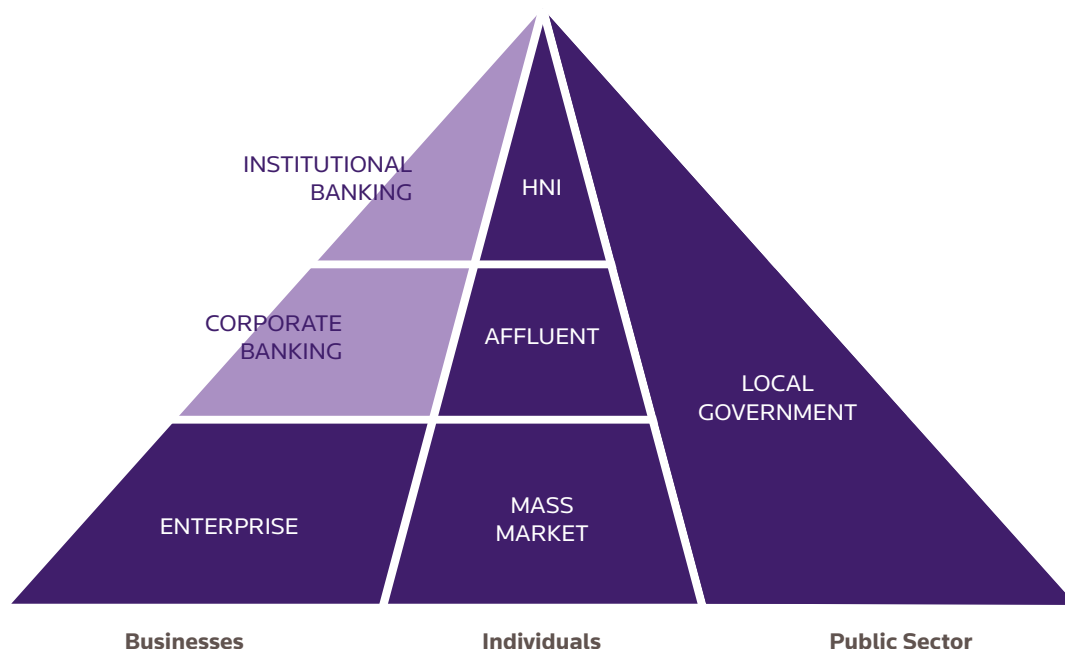 INSTITUTIONAL
BANKING
HNI
CORPORATE
BANKING
AFFLUENT
LOCAL
GOVERNMENT
ENTERPRISE
MASS
MARKET
Businesses
Individuals
Public Sector